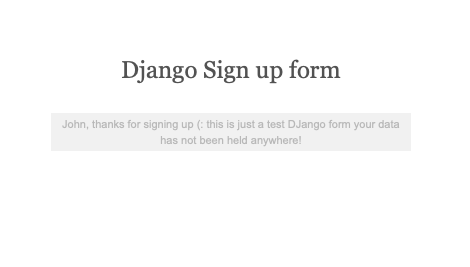 Django Sign up form
John, thanks for signing up (: this is just a test DJango form your data
has not been held anywhere!